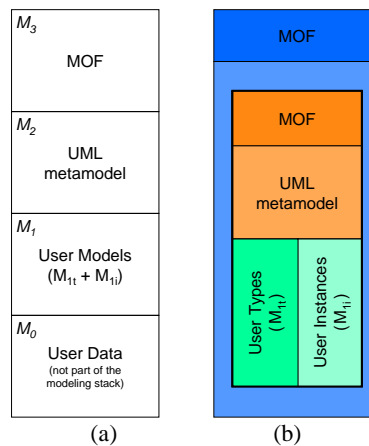 M3
MOF
M2
UML
metamodel
M1
User Models
(M1t + M1i)
M0
User Data
(not part of the
modeling stack)
(a)
MOF
MOF
UML
metamodel
User Types
(M1t)
User Instances
(M1i)
(b)